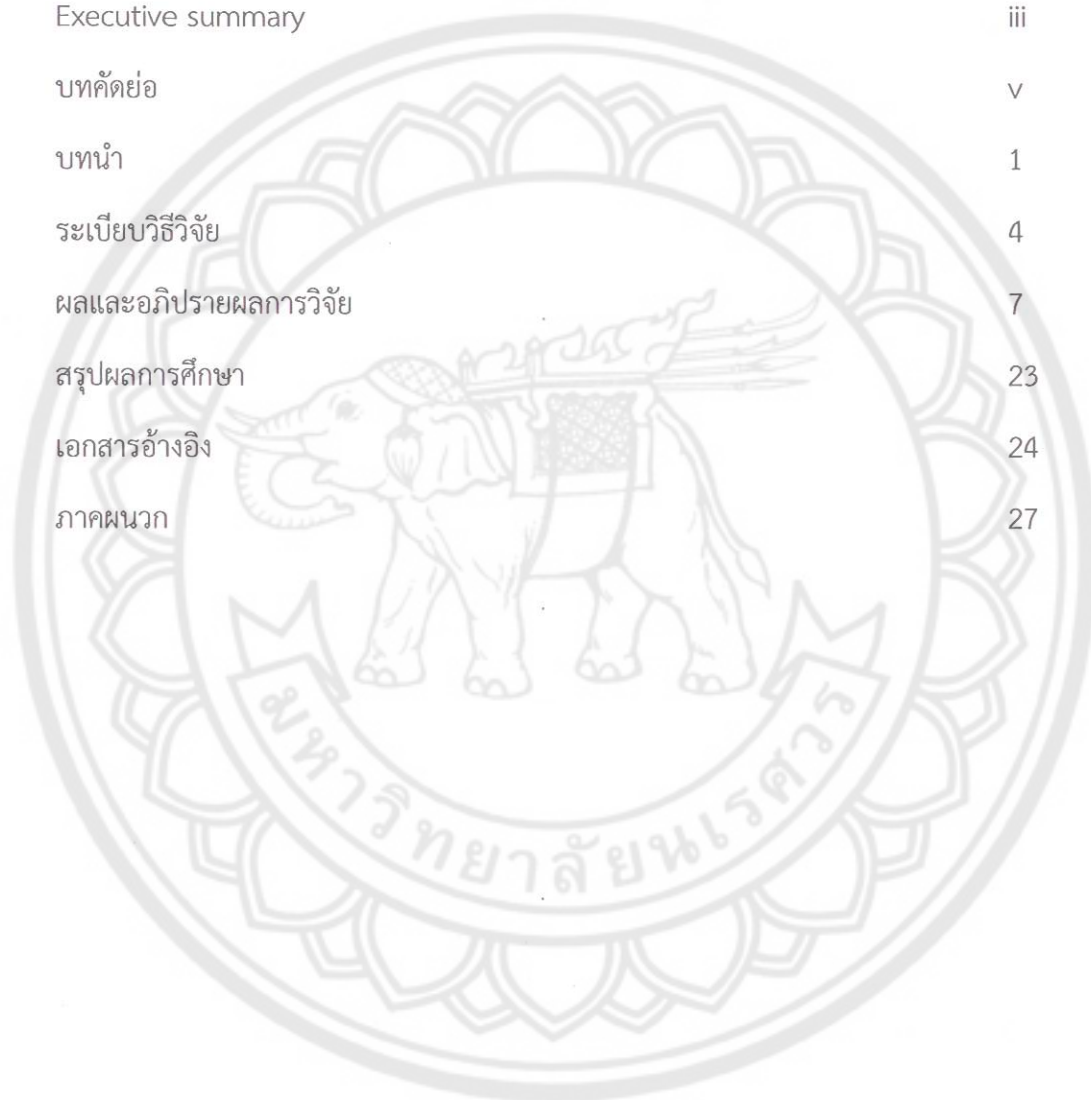 Executive summary iii
บทคัดย่อ v
บทนำ 1
ระเบียบวิธีวิจัย 4
ผลและอภิปรายผลการวิจัย 7
สรุปผลการศึกษา 23
เอกสารอ้างอิง 24
ภาคผนวก 27
มหาวิทยาลัยนเรศวร